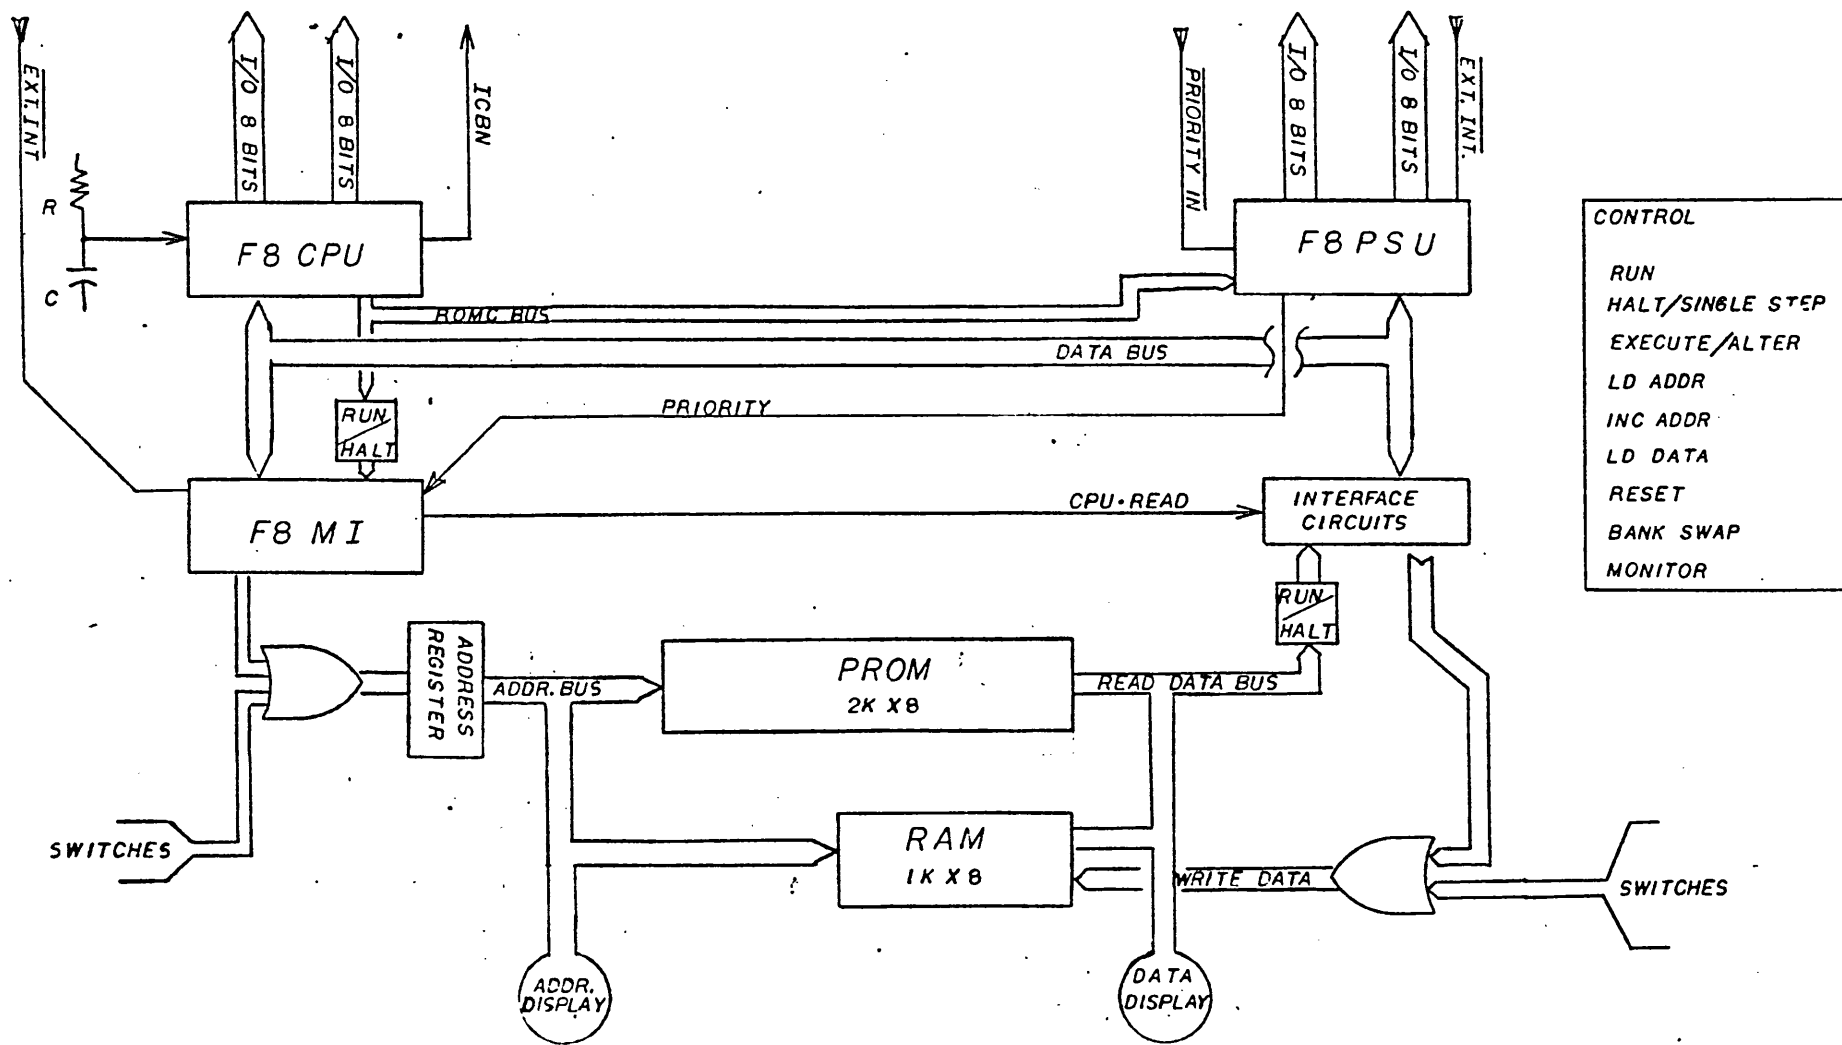 EXT. INT
I/O 8 BITS
I/O 8 BITS
ICBN
PRIORITY IN
I/O 8 BITS
I/O 8 BITS
EXT. INT.
R
C
F8 CPU
F8 PSU
CONTROL
RUN
HALT/SINGLE STEP
EXECUTE/ALTER
LD ADDR
INC ADDR
LD DATA
RESET
BANK SWAP
MONITOR
ROMC BUS
DATA BUS
RUN
HALT
PRIORITY
F8 MI
CPU·READ
INTERFACE
CIRCUITS
RUN
HALT
ADDRESS
REGISTER
ADDR. BUS
PROM
2K X 8
READ DATA BUS
SWITCHES
RAM
1K X 8
WRITE DATA
SWITCHES
ADDR.
DISPLAY
DATA
DISPLAY